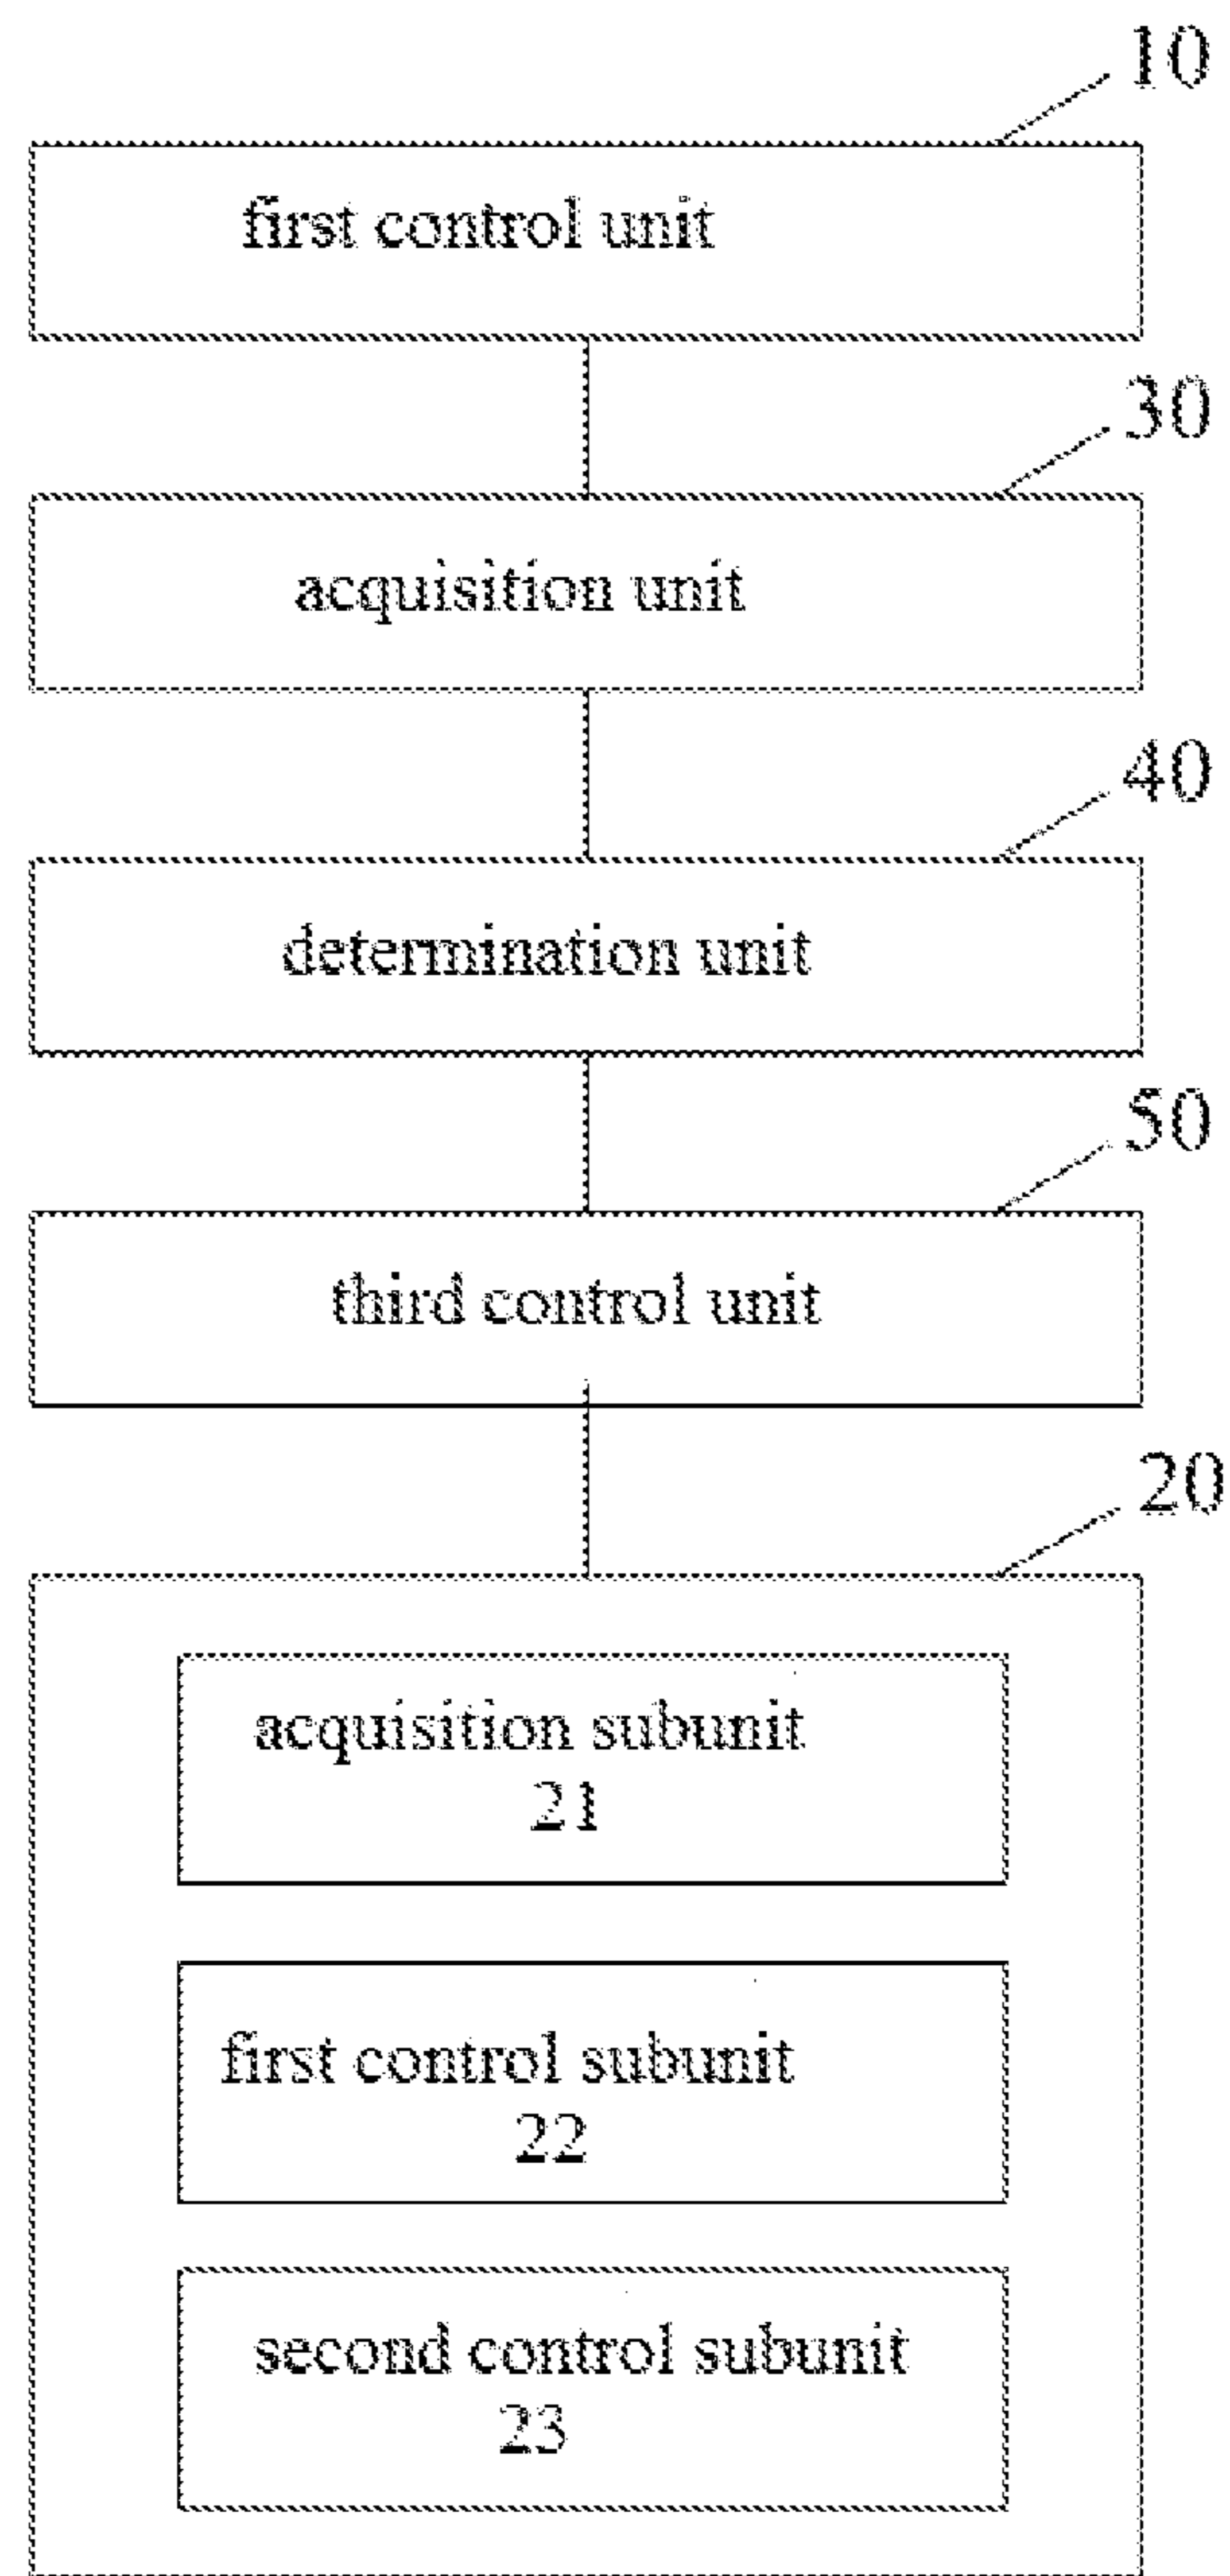 10
first control unit
30
acquisition unit
40
determination unit
50
third control unit
20
acquisition subunit
21
first control subunit
22
second control subunit
23